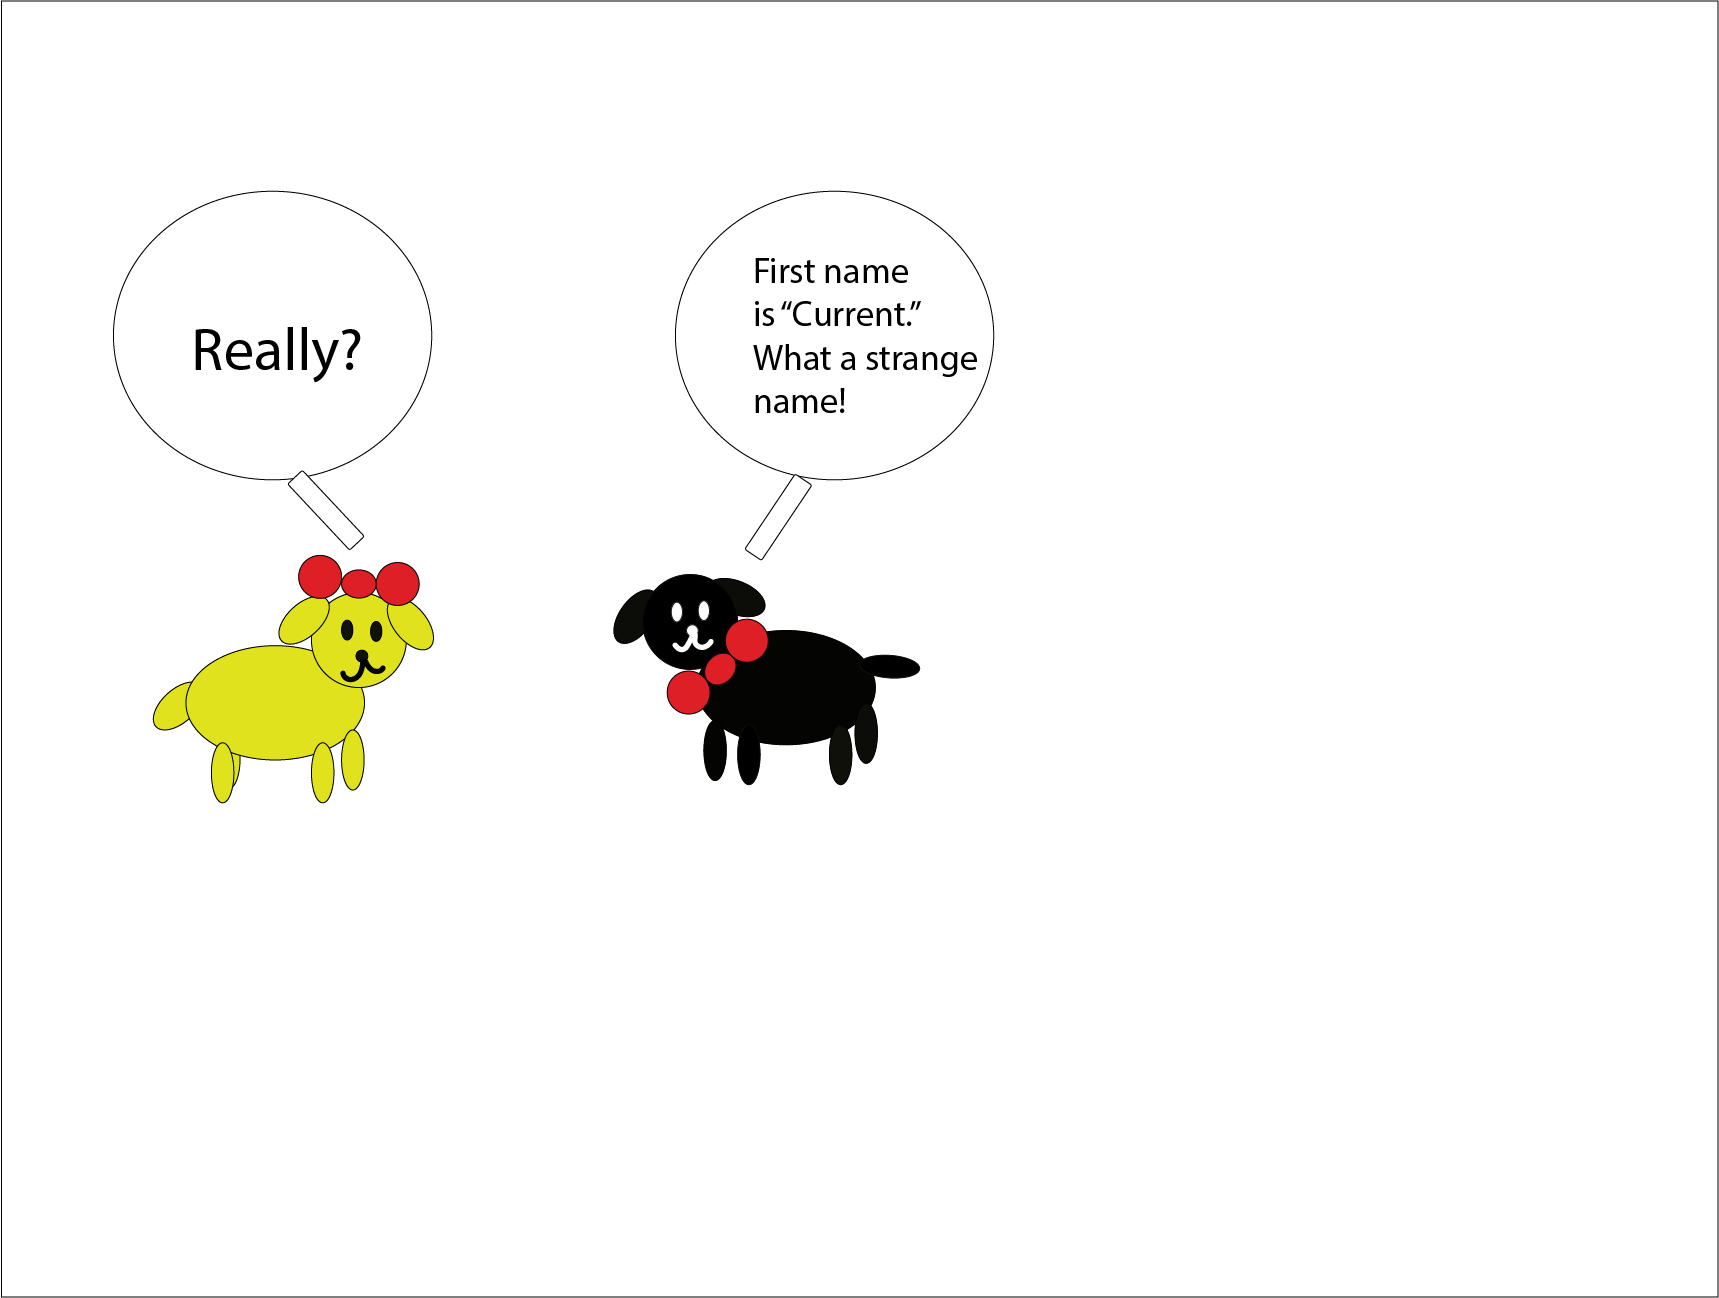 Really?
First name
is “Current.”
What a strange
name!